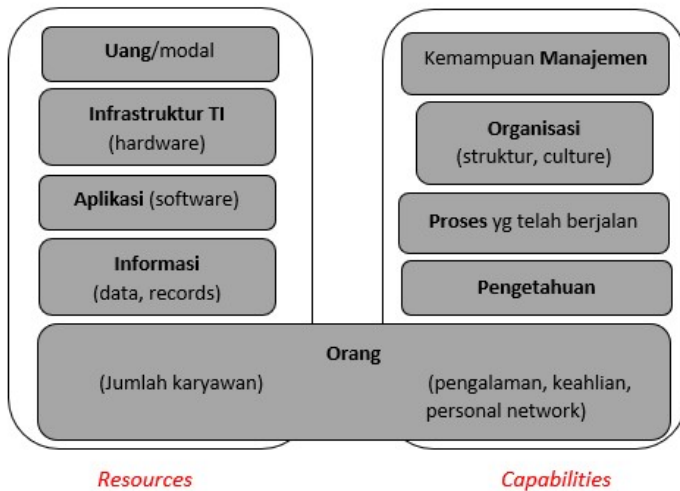 Uang/modal
Infrastruktur TI
(hardware)
Aplikasi (software)
Informasi
(data, records)
Kemampuan Manajemen
Organisasi
(struktur, culture)
Proses yg telah berjalan
Pengetahuan
Orang
(Jumlah karyawan)
(pengalaman, keahlian,
personal network)
Resources
Capabilities